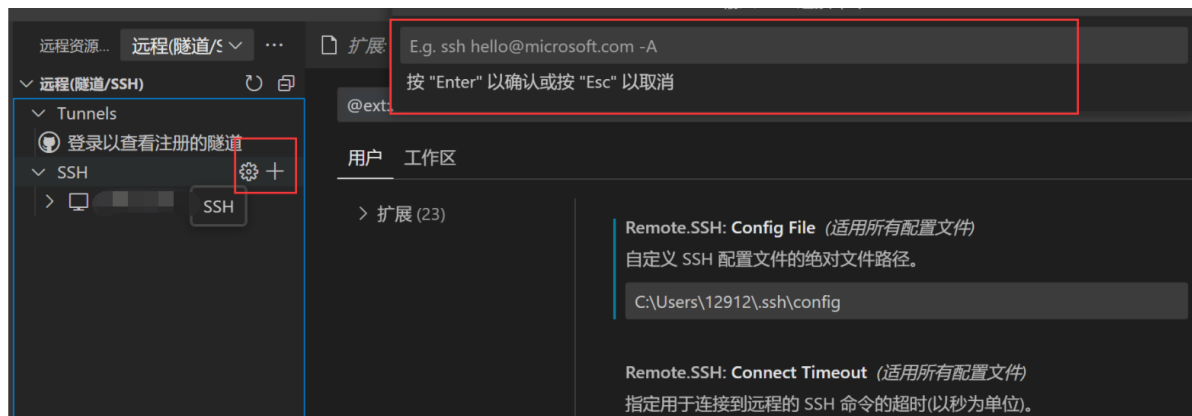 远程资源...
远程(隧道/S
扩展:
E.g. ssh hello@microsoft.com -A
按 "Enter" 以确认或按 "Esc" 以取消
远程(隧道/SSH)
@ext:
Tunnels
登录以查看注册的隧道
用户 工作区
SSH
SSH
扩展 (23)
Remote.SSH: Config File (适用所有配置文件)
自定义 SSH 配置文件的绝对文件路径。
C:\Users\12912\.ssh\config
Remote.SSH: Connect Timeout (适用所有配置文件)
指定用于连接到远程的 SSH 命令的超时(以秒为单位)。